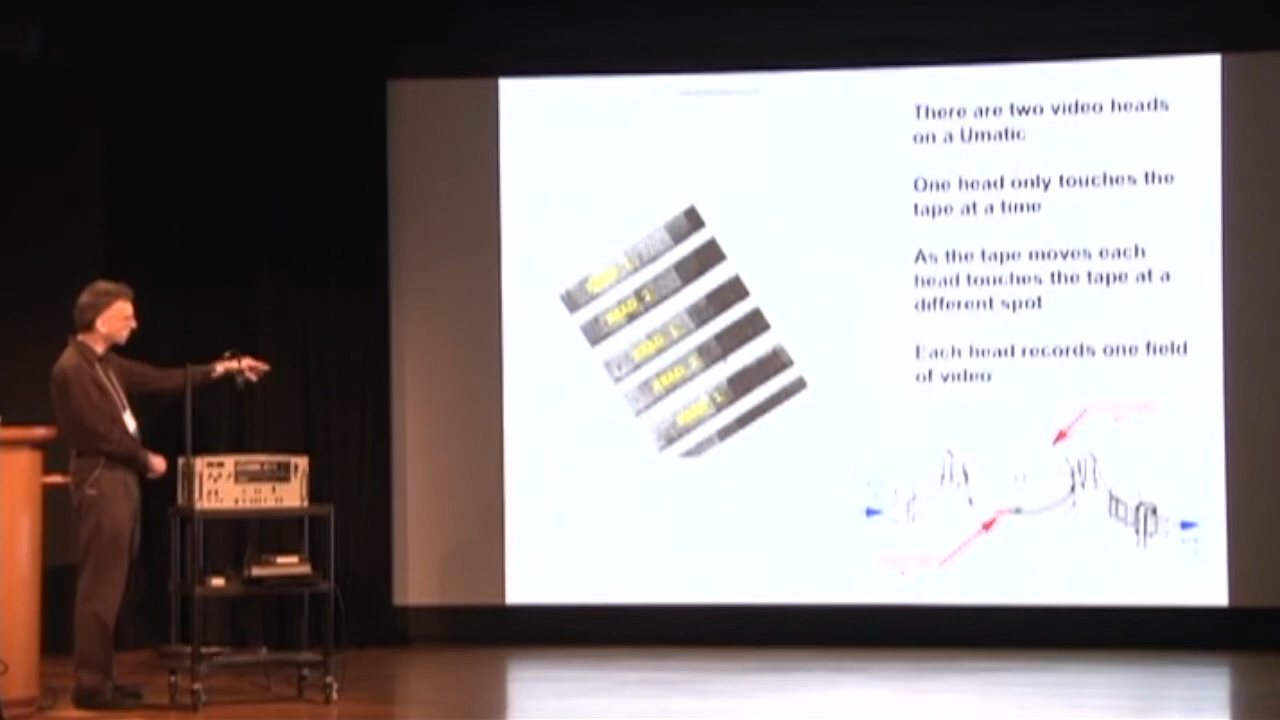 There are two video heads
on a Umatic
One head only touches the
tape at a time
As the tape moves each
head touches the tape at a
different spot
Each head records one field
of video
HEAD 1
HEAD 2
HEAD 1
HEAD 2
HEAD 1